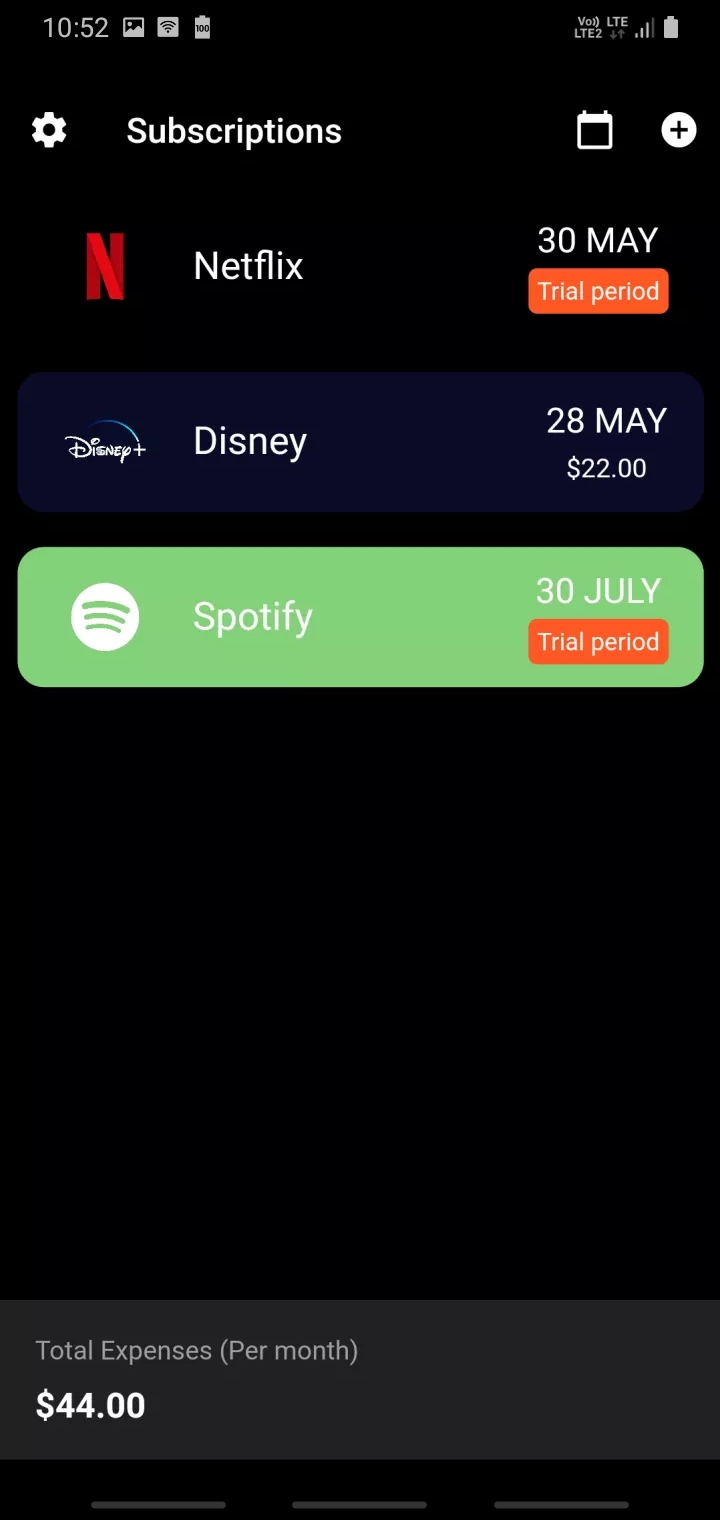 10:52 100 Vo) LTE
LTE2
Subscriptions
Netflix
30 MAY
Trial period
Disney+
Disney
28 MAY
$22.00
Spotify
30 JULY
Trial period
Total Expenses (Per month)
$44.00